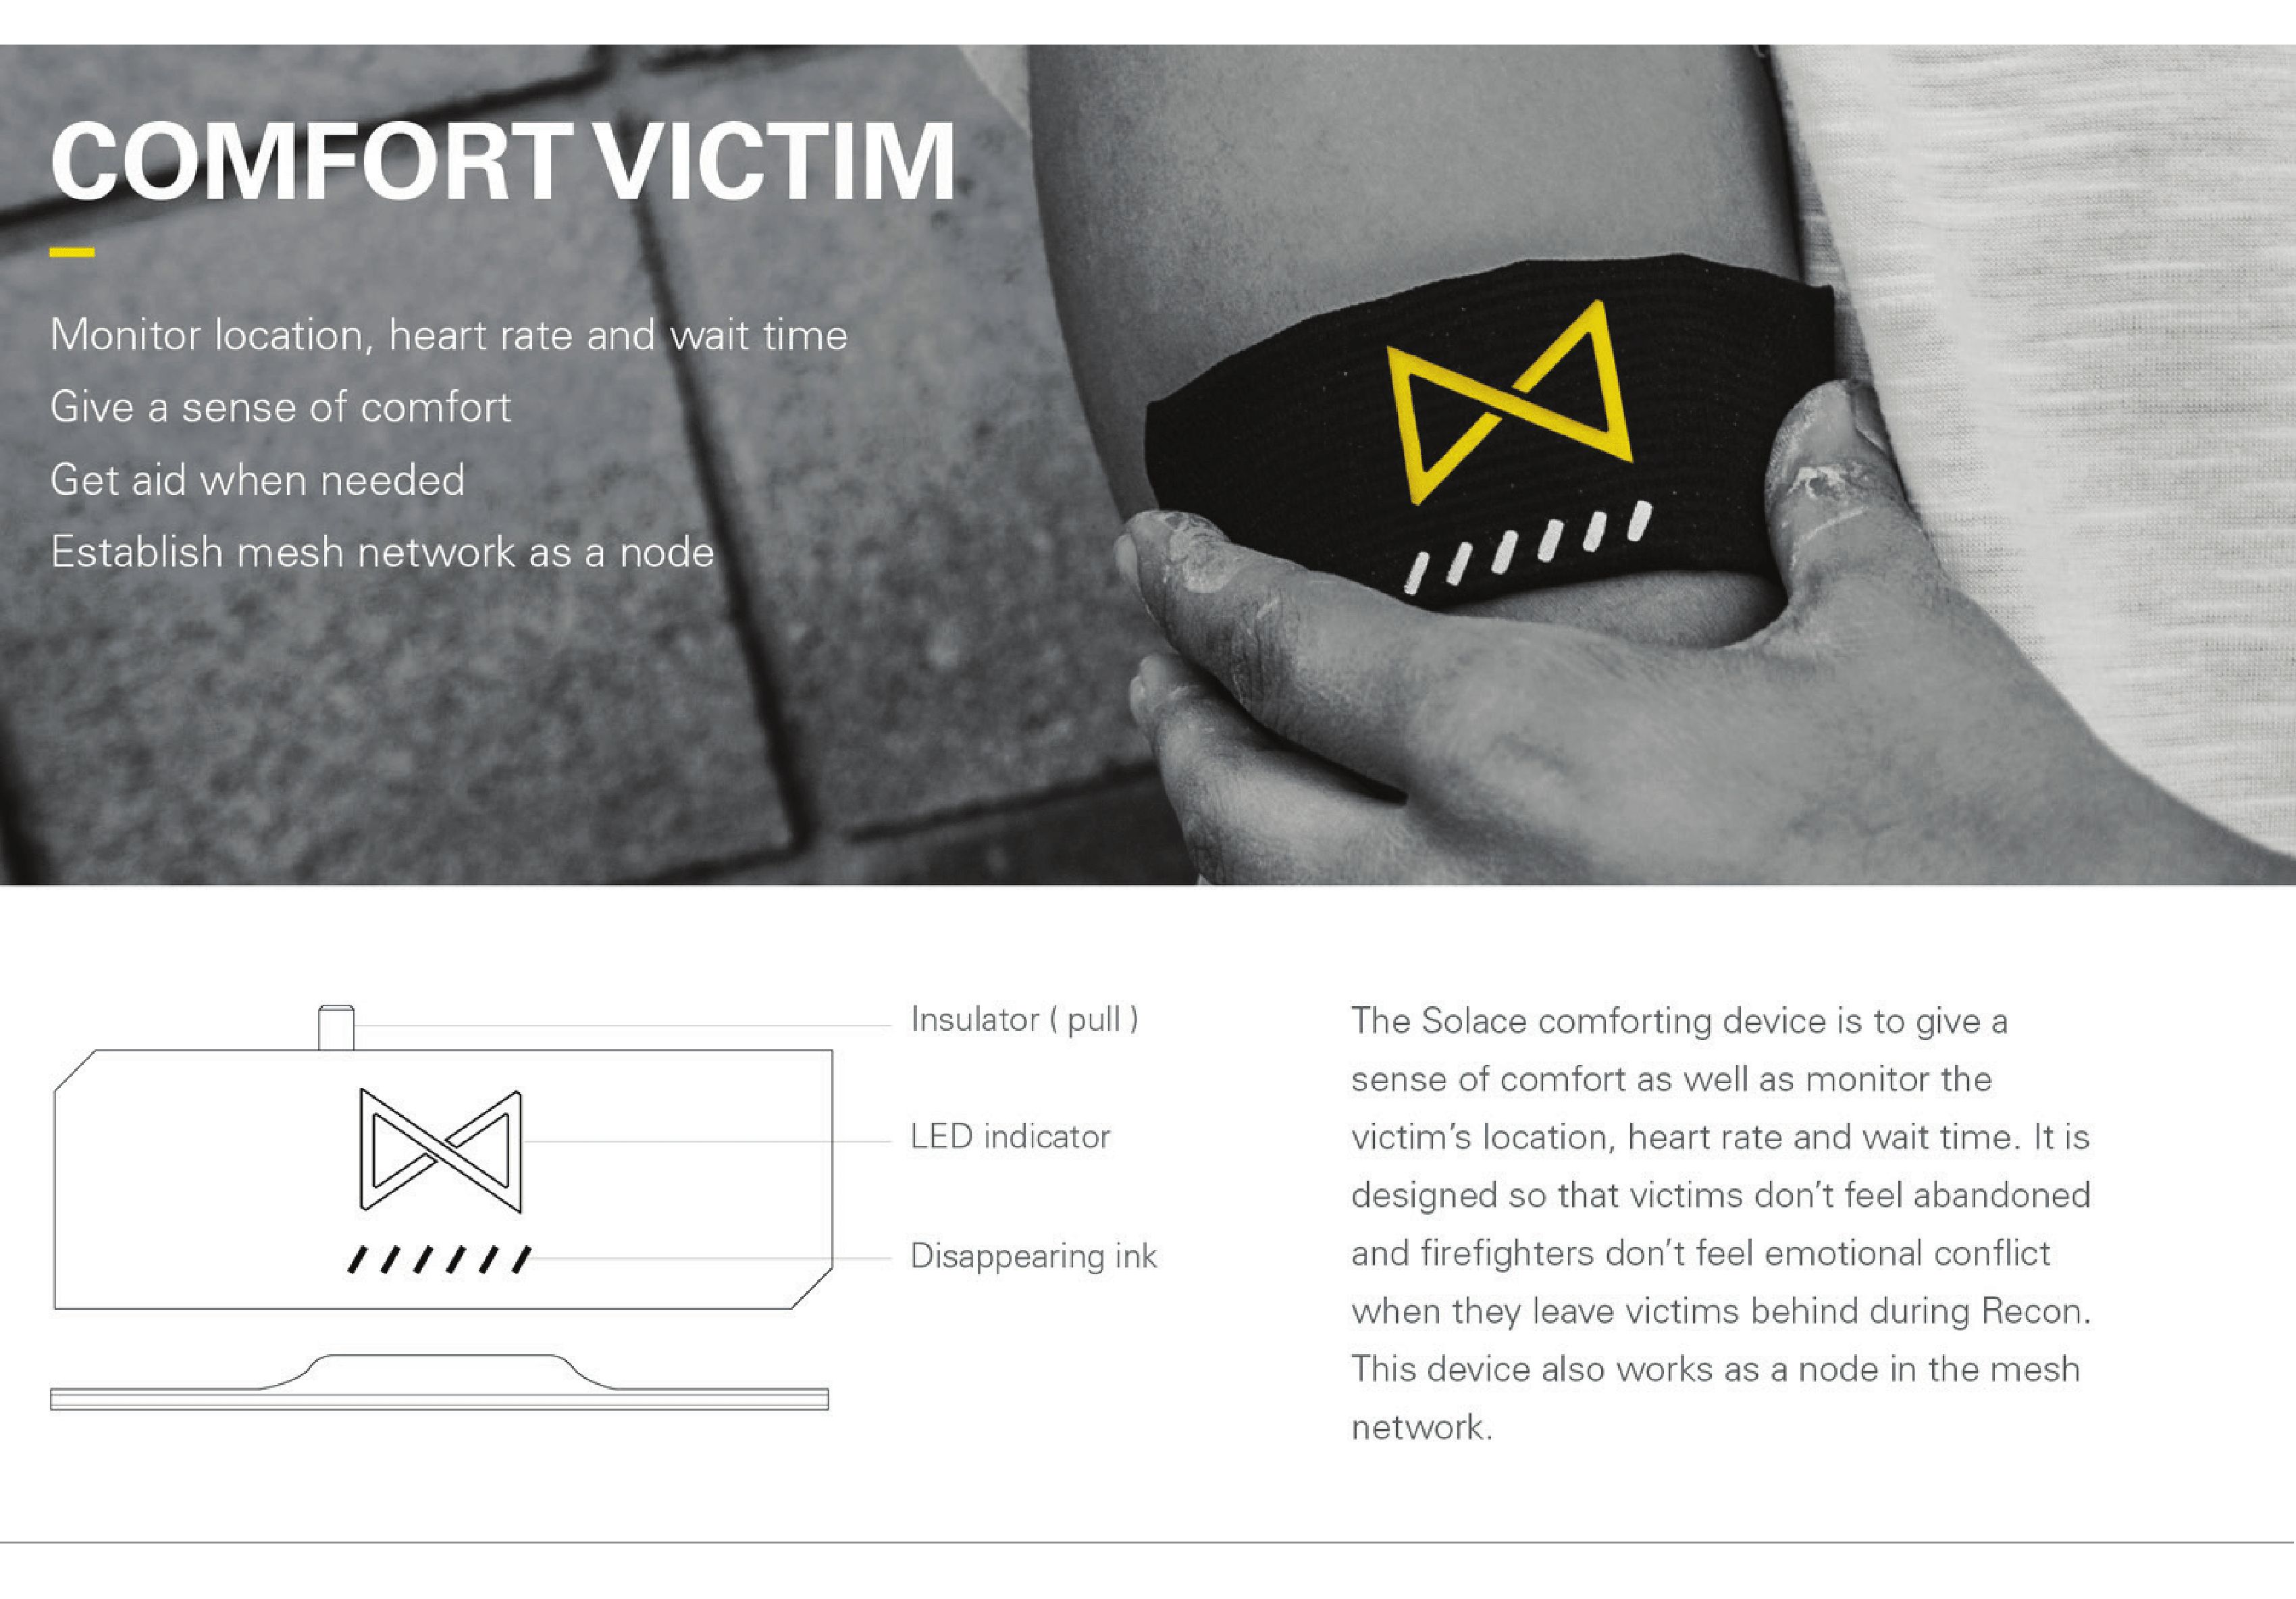 COMFORT VICTIM
Monitor location, heart rate and wait time
Give a sense of comfort
Get aid when needed
Establish mesh network as a node
Insulator ( pull )
LED indicator
Disappearing ink
The Solace comforting device is to give a
sense of comfort as well as monitor the
victim’s location, heart rate and wait time. It is
designed so that victims don’t feel abandoned
and firefighters don’t feel emotional conflict
when they leave victims behind during Recon.
This device also works as a node in the mesh
network.